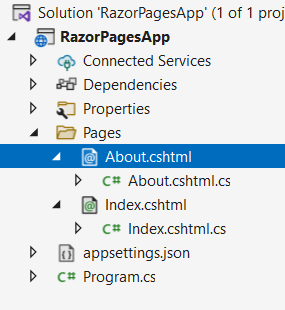 Solution 'RazorPagesApp' (1 of 1 proj
RazorPagesApp
Connected Services
Dependencies
Properties
Pages
About.cshtml
C# About.cshtml.cs
Index.cshtml
C# Index.cshtml.cs
appsettings.json
C# Program.cs